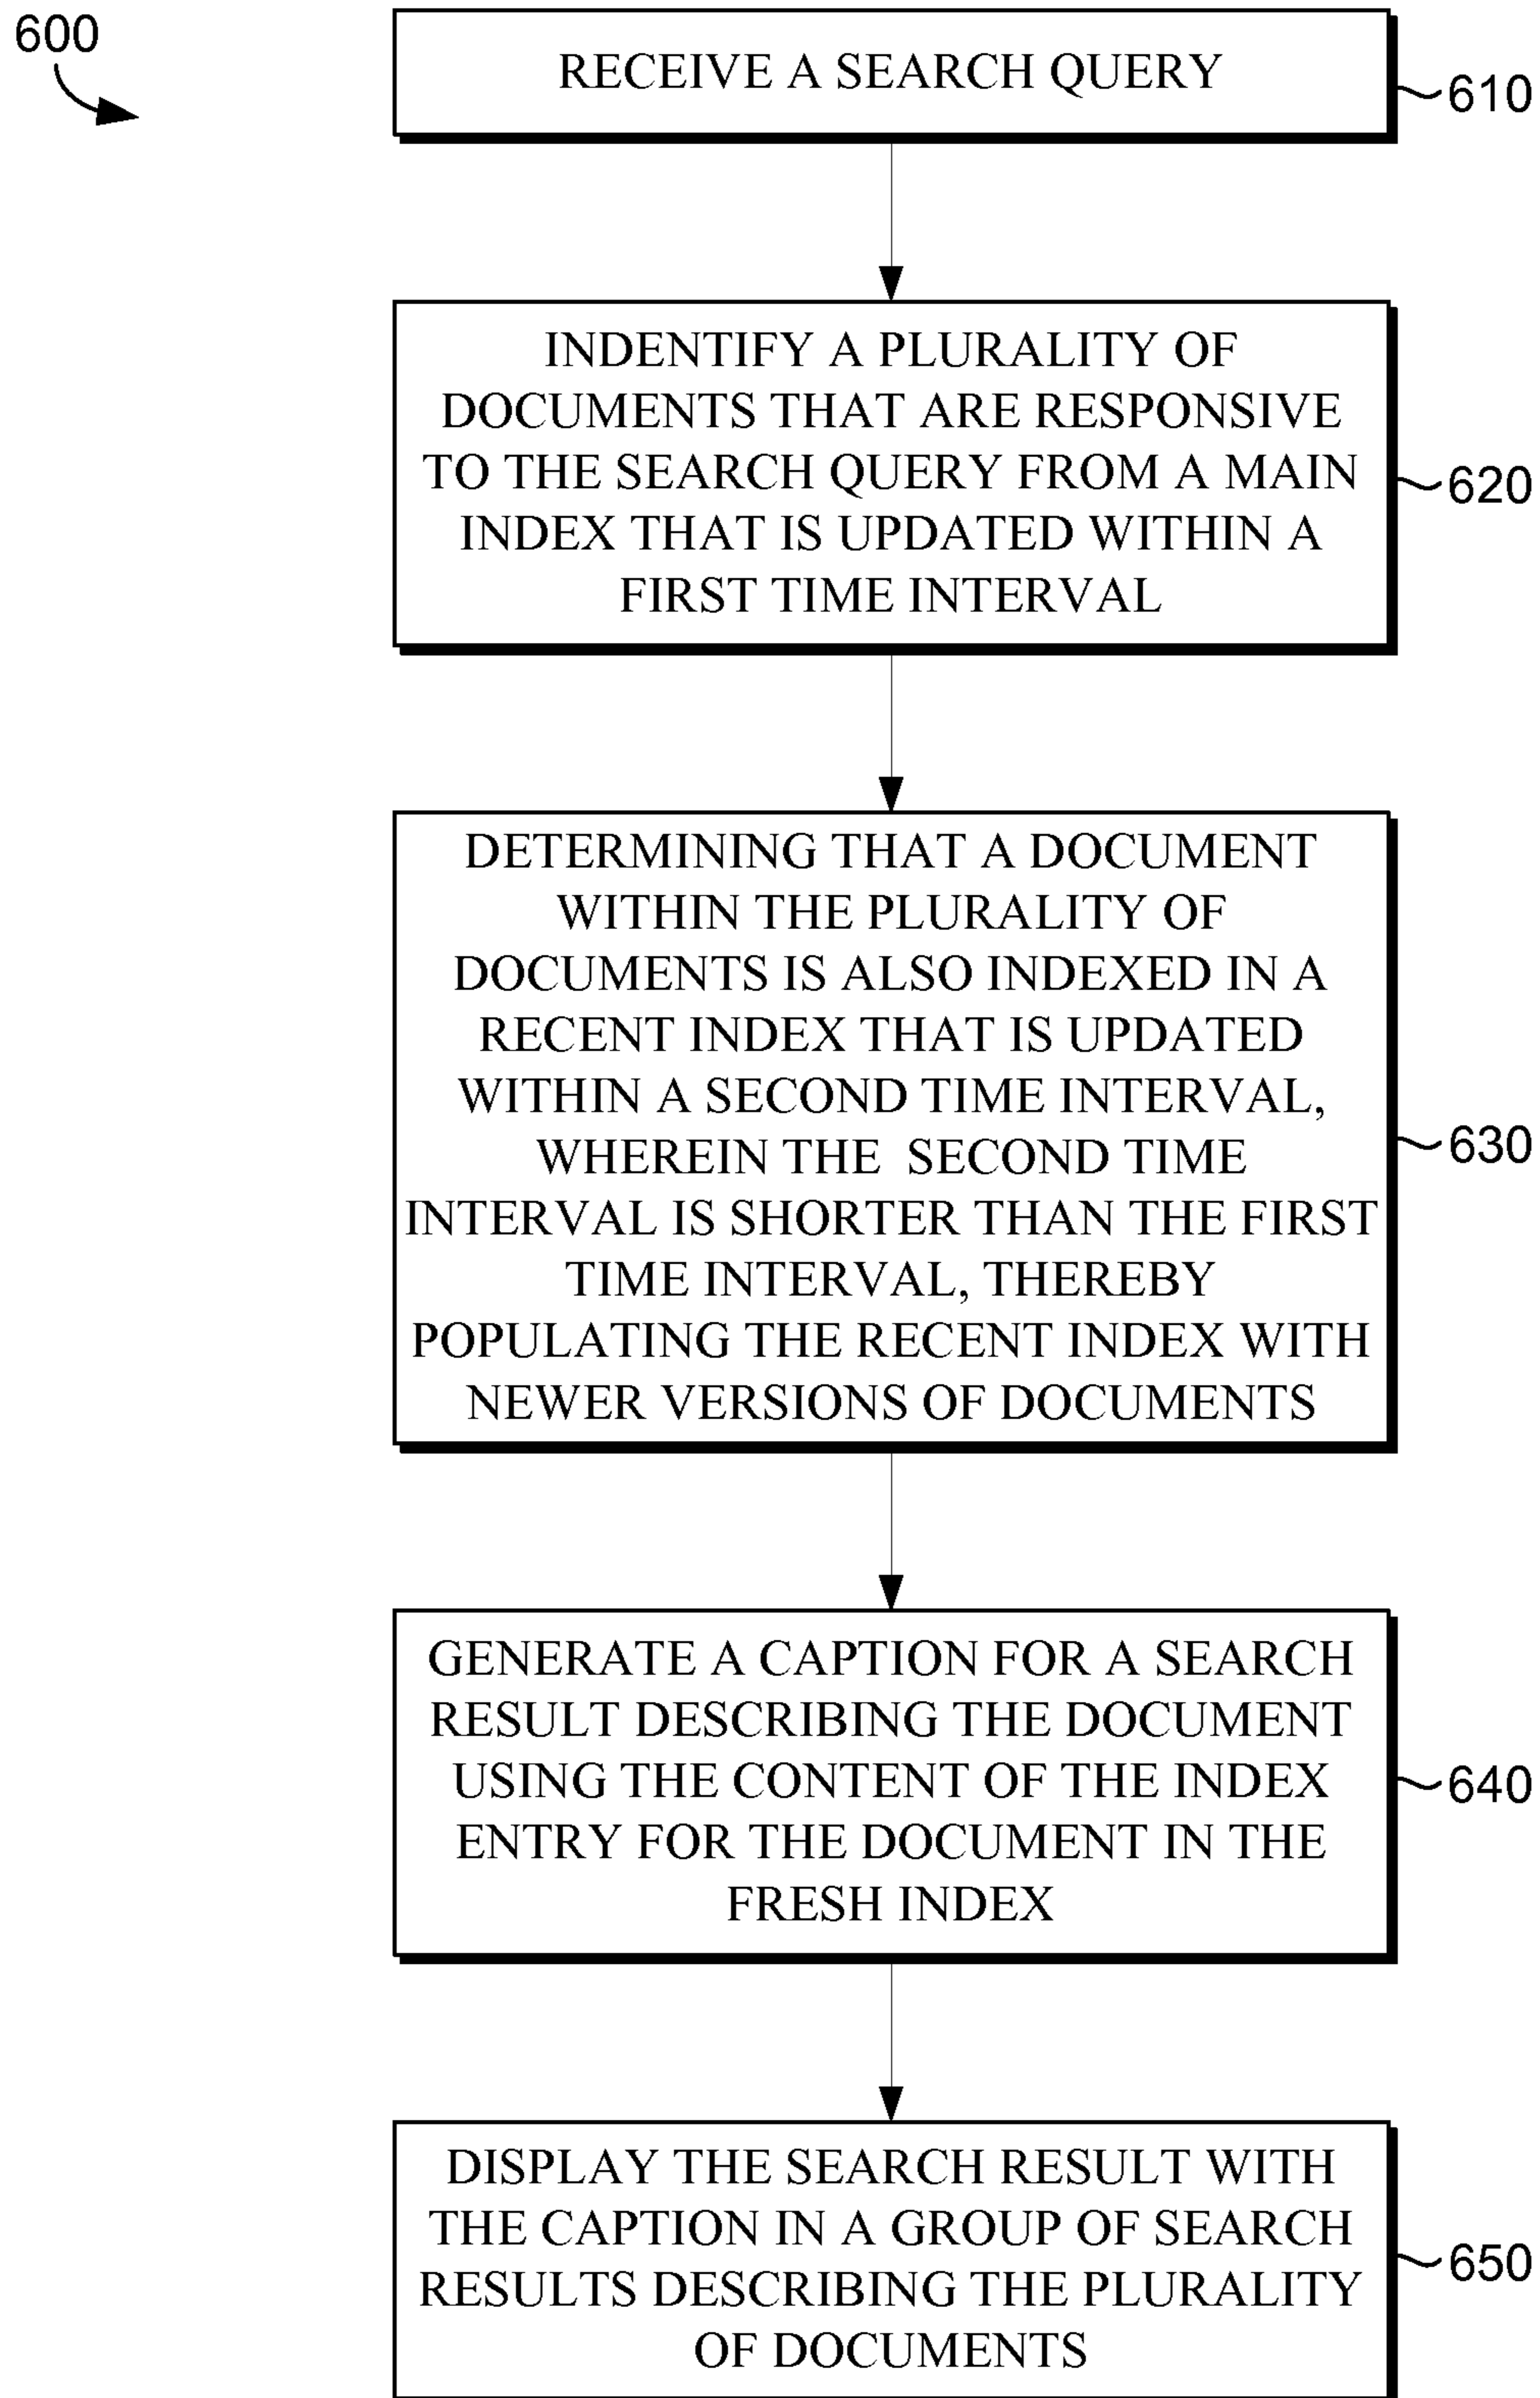 600
RECEIVE A SEARCH QUERY
610
INDENTIFY A PLURALITY OF
DOCUMENTS THAT ARE RESPONSIVE
TO THE SEARCH QUERY FROM A MAIN
INDEX THAT IS UPDATED WITHIN A
FIRST TIME INTERVAL
620
DETERMINING THAT A DOCUMENT
WITHIN THE PLURALITY OF
DOCUMENTS IS ALSO INDEXED IN A
RECENT INDEX THAT IS UPDATED
WITHIN A SECOND TIME INTERVAL,
WHEREIN THE SECOND TIME
INTERVAL IS SHORTER THAN THE FIRST
TIME INTERVAL, THEREBY
POPULATING THE RECENT INDEX WITH
NEWER VERSIONS OF DOCUMENTS
630
GENERATE A CAPTION FOR A SEARCH
RESULT DESCRIBING THE DOCUMENT
USING THE CONTENT OF THE INDEX
ENTRY FOR THE DOCUMENT IN THE
FRESH INDEX
640
DISPLAY THE SEARCH RESULT WITH
THE CAPTION IN A GROUP OF SEARCH
RESULTS DESCRIBING THE PLURALITY
OF DOCUMENTS
650